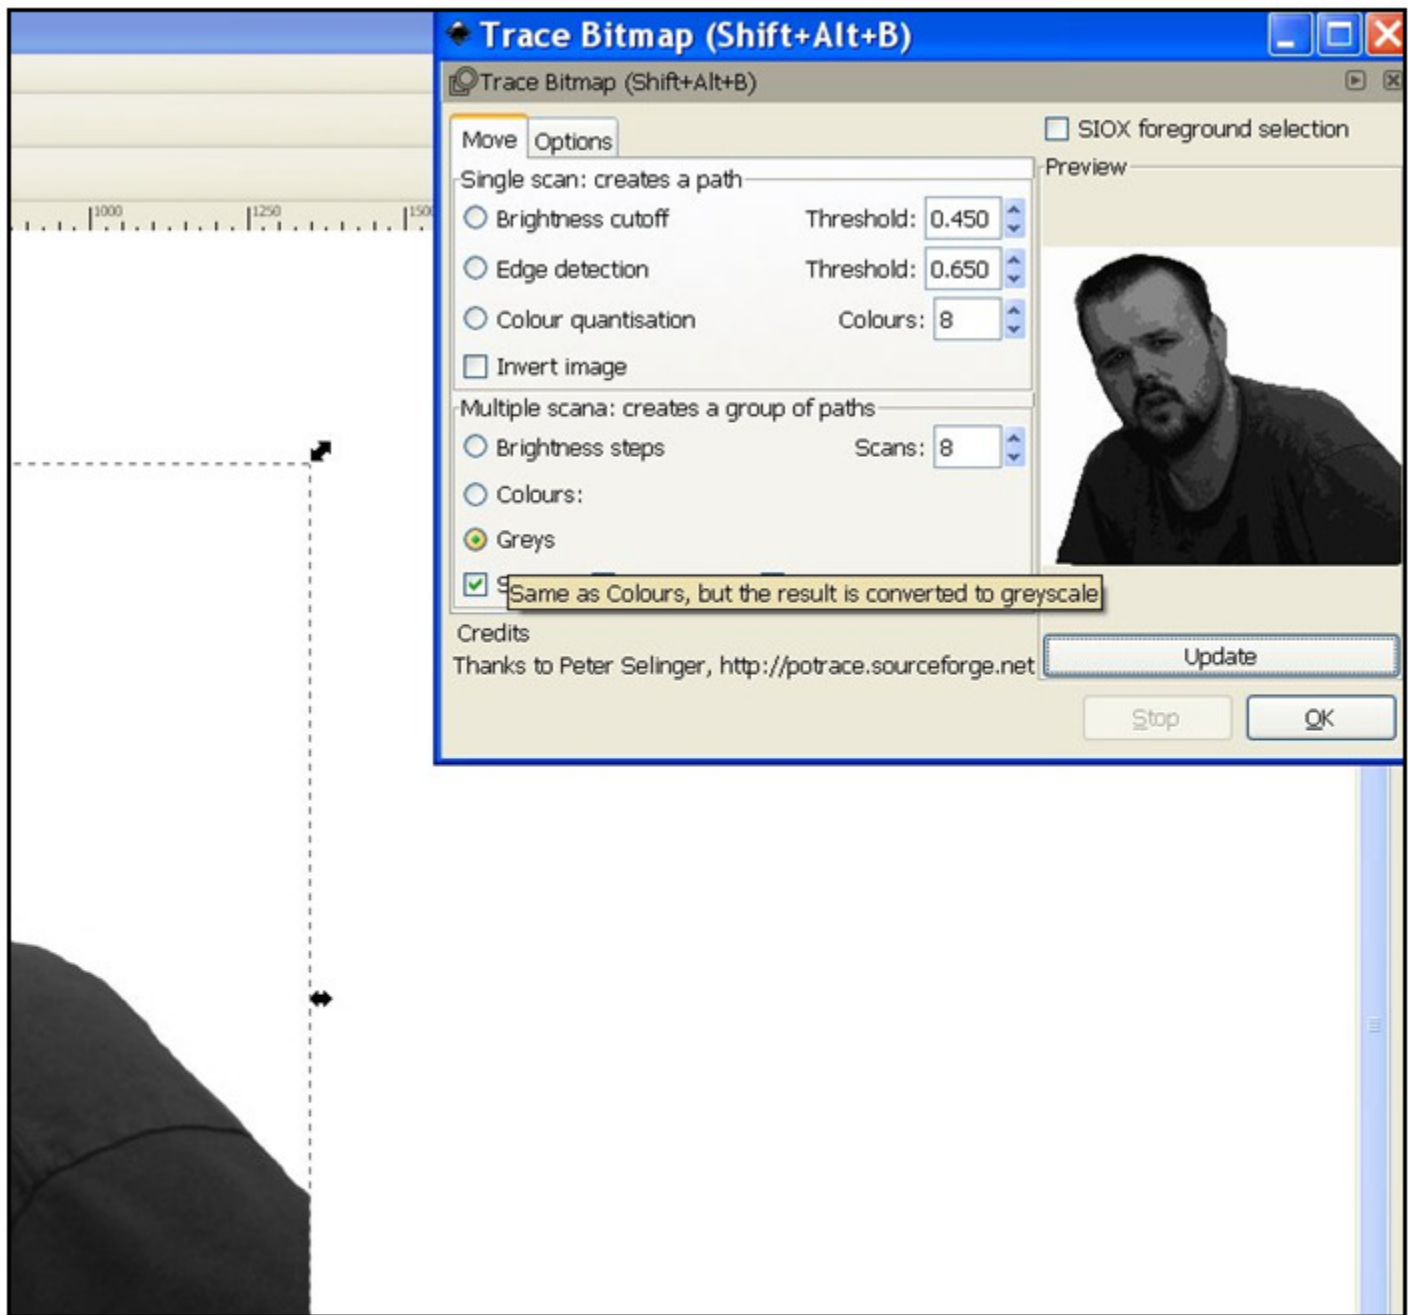 Trace Bitmap (Shift+Alt+B)
Trace Bitmap (Shift+Alt+B)
Move Options
SIOX foreground selection
Preview
Single scan: creates a path
Brightness cutoff Threshold: 0.450
Edge detection Threshold: 0.650
Colour quantisation Colours: 8
Invert image
Multiple scana: creates a group of paths
Brightness steps Scans: 8
Colours:
Greys
Same as Colours, but the result is converted to greyscale
Credits
Thanks to Peter Selinger, http://potrace.sourceforge.net
Update
Stop OK
1000 1250